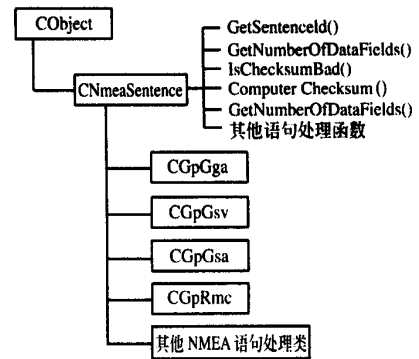 CObject
CNmeaSentence
GetSentenceId()
GetNumberOfDataFields()
IsChecksumBad()
Computer Checksum ()
GetNumberOfDataFields()
其他语句处理函数
CGpGga
CGpGsv
CGpGsa
CGpRmc
其他 NMEA 语句处理类